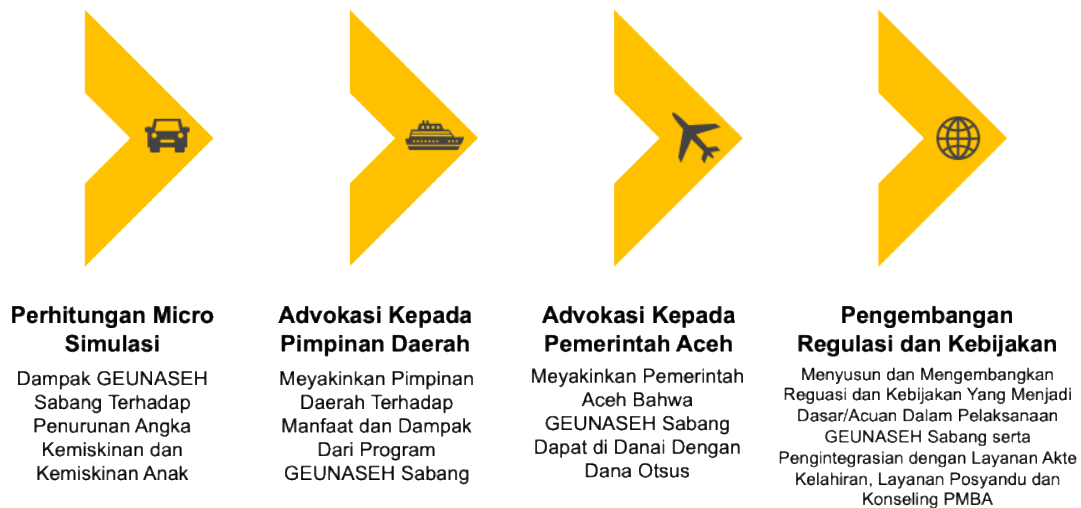 Perhitungan Micro
Simulasi
Dampak GEUNASEH
Sabang Terhadap
Penurunan Angka
Kemiskinan dan
Kemiskinan Anak
Advokasi Kepada
Pimpinan Daerah
Meyakinkan Pimpinan
Daerah Terhadap
Manfaat dan Dampak
Dari Program
GEUNASEH Sabang
Advokasi Kepada
Pemerintah Aceh
Meyakinkan Pemerintah
Aceh Bahwa
GEUNASEH Sabang
Dapat di Danai Dengan
Dana Otsus
Pengembangan
Regulasi dan Kebijakan
Menyusun dan Mengembangkan
Reguasi dan Kebijakan Yang Menjadi
Dasar/Acuan Dalam Pelaksanaan
GEUNASEH Sabang serta
Pengintegrasian dengan Layanan Akte
Kelahiran, Layanan Posyandu dan
Konseling PMBA